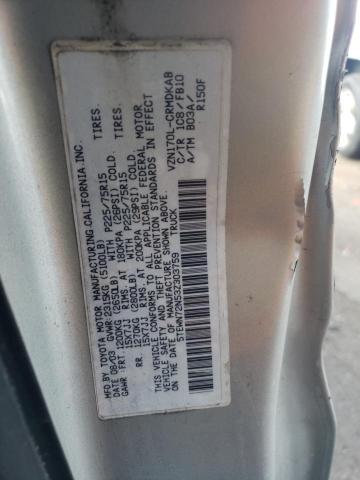 MFD BY TOYOTA MOTOR MANUFACTURING CALIFORNIA, INC.
DATE 08/03 GVWR: 2315KG (5100LB)
GAWR: FRT. 1200KG (2650LB) WITH P225/75R15
15X7JJ RIMS. AT 180KPA (26PSI) COLD.
RR. 1270KG (2800LB) WITH P225/75R15
15X7JJ RIMS. AT 200KPA (29PSI) COLD.
THIS VEHICLE CONFORMS TO ALL APPLICABLE FEDERAL MOTOR
VEHICLE SAFETY AND THEFT PREVENTION STANDARDS IN EFFECT
ON THE DATE OF MANUFACTURE SHOWN ABOVE.
5TEWN72N53Z303759
TRUCK
VZN170L-CRMDKAB
C/TR 1C8/FB10
A/TM B03A/
R150F